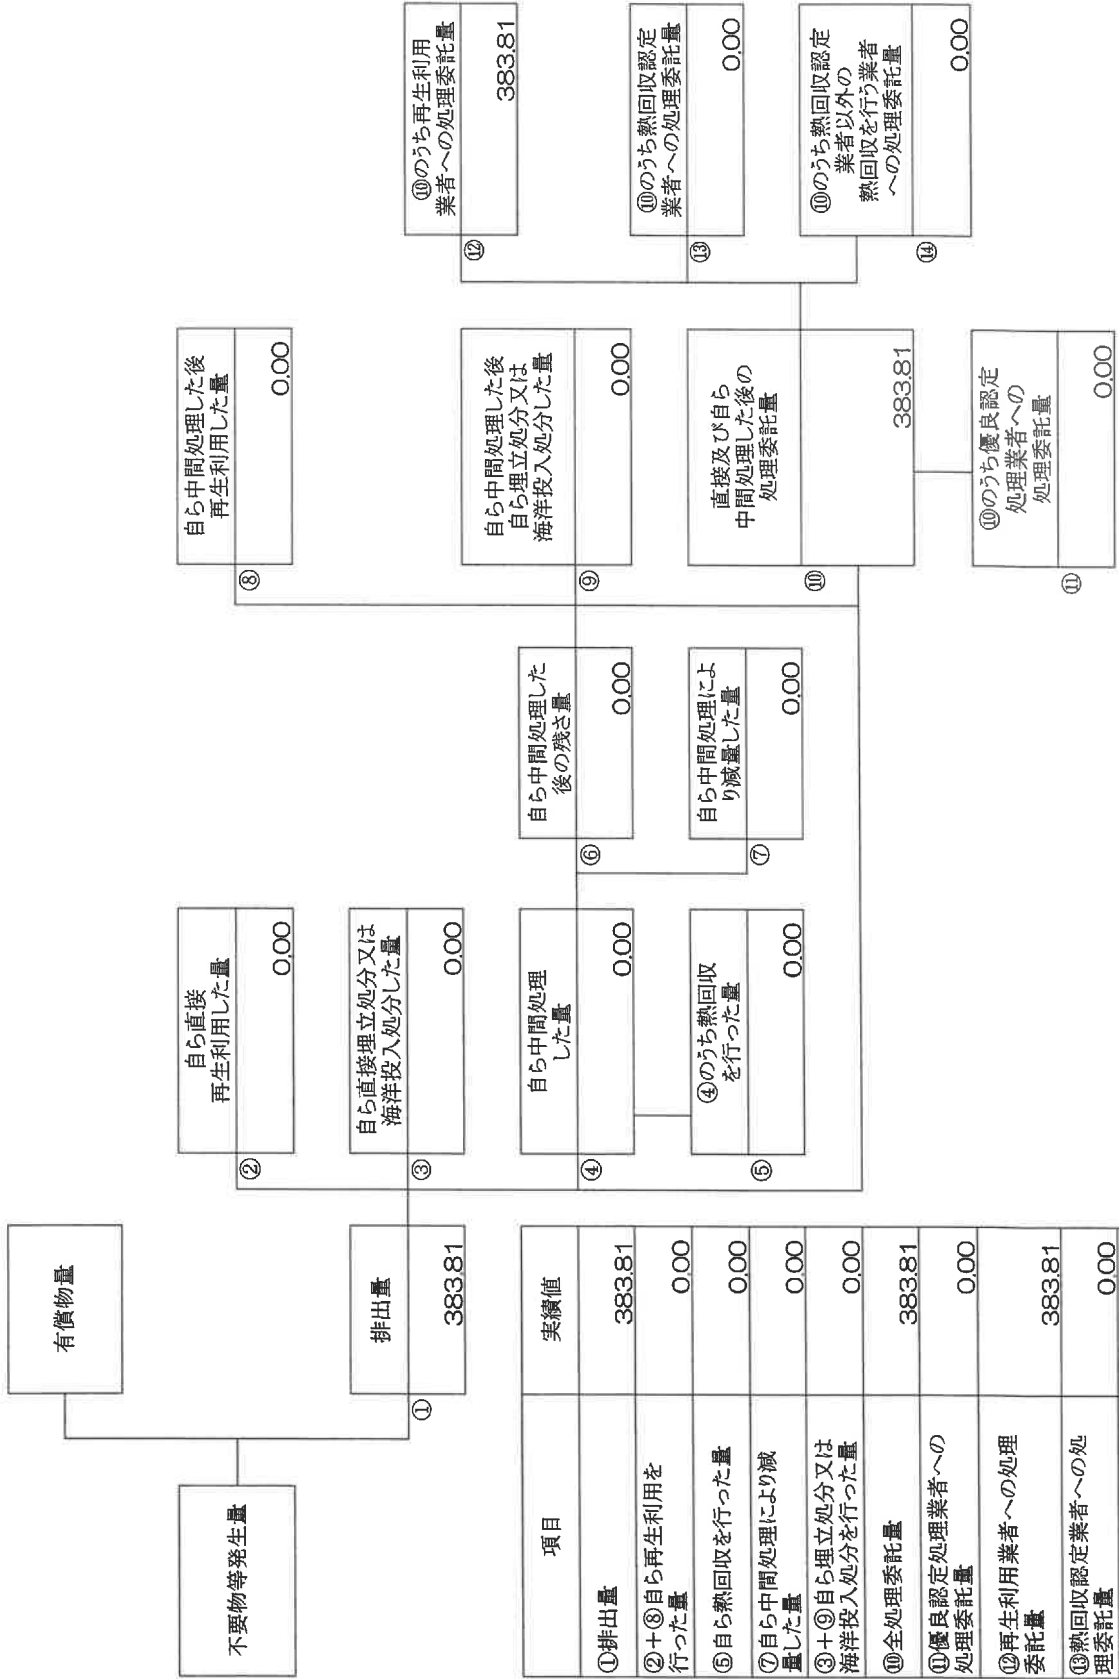 有償物量
不要物等発生量
排出量
①
383.81
自ら直接
再生利用した量
②
0.00
自ら直接埋立処分又は
海洋投入処分した量
③
0.00
自ら中間処理
した量
④
0.00
④のうち熱回収
を行った量
⑤
0.00
自ら中間処理した
後の残さ量
⑥
0.00
自ら中間処理によ
り減量した量
⑦
0.00
自ら中間処理した後
再生利用した量
⑧
0.00
自ら中間処理した後
自ら埋立処分又は
海洋投入処分した量
⑨
0.00
直接及び自ら
中間処理した後の
処理委託量
⑩
383.81
⑩のうち優良認定
処理業者への
処理委託量
⑪
0.00
⑩のうち再生利用
業者への処理委託量
⑫
383.81
⑩のうち熱回収認定
業者への処理委託量
⑬
0.00
⑩のうち熱回収認定
業者以外の
熱回収を行う業者
への処理委託量
⑭
0.00
項目 実績値
①排出量 383.81
②+⑧自ら再生利用を
行った量 0.00
⑤自ら熱回収を行った量 0.00
⑦自ら中間処理により減
量した量 0.00
③+⑨自ら埋立処分又は
海洋投入処分を行った量 0.00
⑩全処理委託量 383.81
⑪優良認定処理業者への
処理委託量 0.00
⑫再生利用業者への処理
委託量 383.81
⑬熱回収認定業者への処
理委託量 0.00